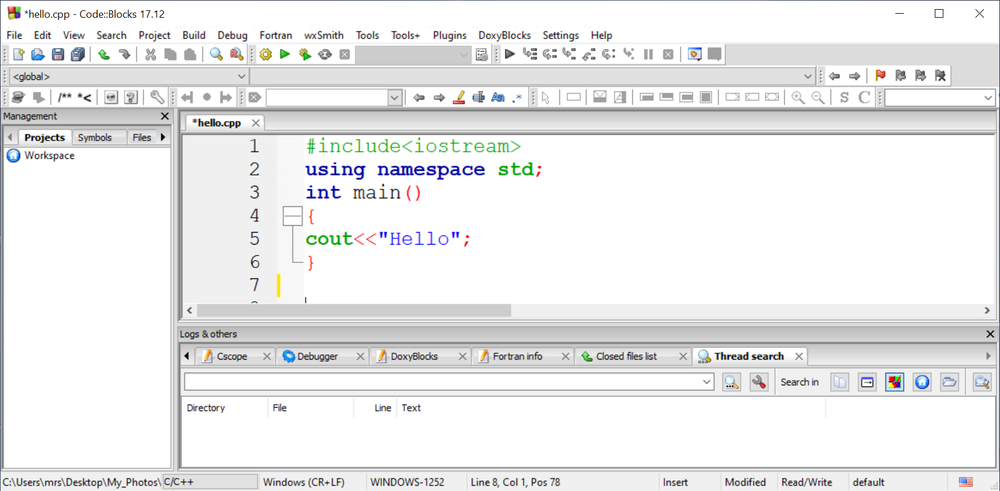 *hello.cpp - Code::Blocks 17.12
File Edit View Search Project Build Debug Fortran wxSmith Tools Tools+ Plugins DoxyBlocks Settings Help
<global>
/** *< Aa .* S C
Management
*hello.cpp
Projects Symbols Files
Workspace
1 #include<iostream>
2 using namespace std;
3 int main()
4 {
5 cout<<"Hello";
6 }
7
Logs & others
Cscope Debugger DoxyBlocks Fortran info Closed files list Thread search
Search in
Directory File Line Text
C:\Users\mrs\Desktop\My_Photos\ C/C++ Windows (CR+LF) WINDOWS-1252 Line 8, Col 1, Pos 78 Insert Modified Read/Write default